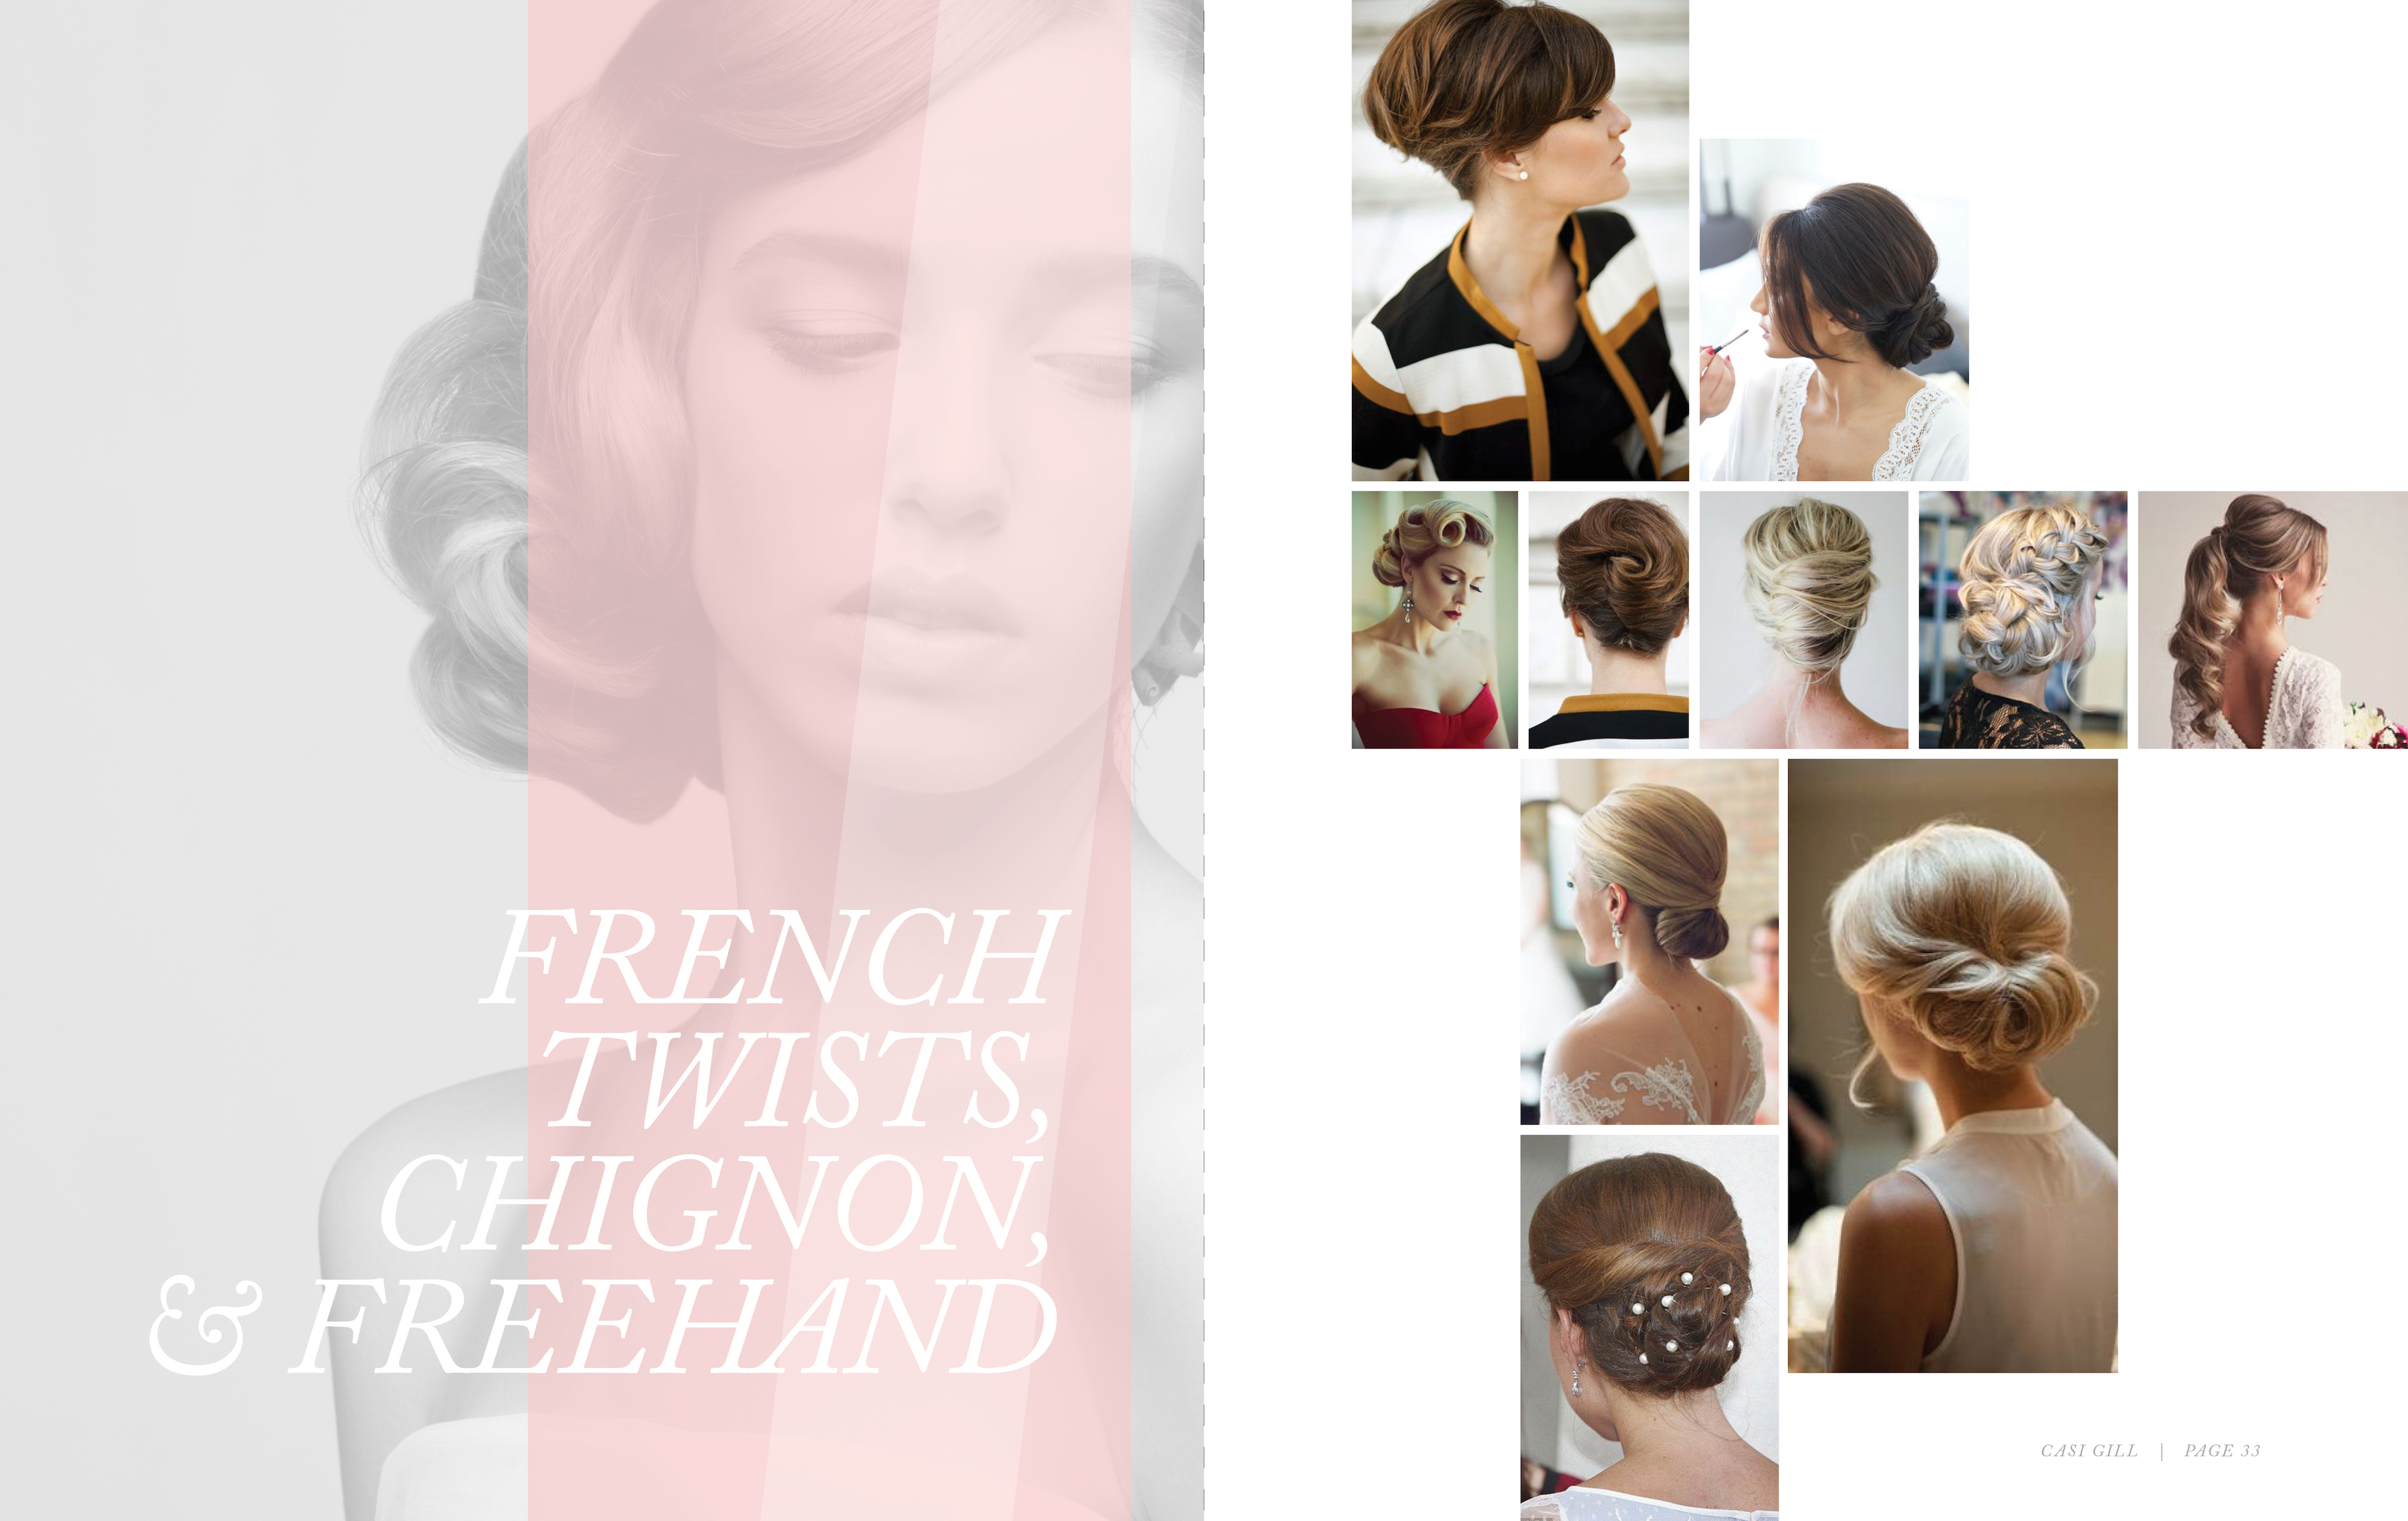 FRENCH
TWISTS,
CHIGNON,
& FREEHAND
CASI GILL | PAGE 33